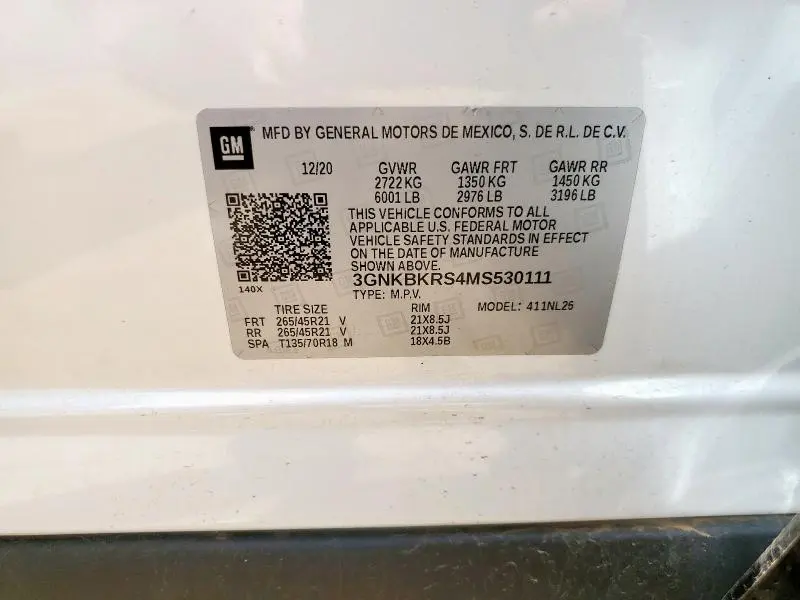 GM
MFD BY GENERAL MOTORS DE MEXICO, S. DE R.L. DE C.V.
12/20 GVWR GAWR FRT GAWR RR
2722 KG 1350 KG 1450 KG
6001 LB 2976 LB 3196 LB
THIS VEHICLE CONFORMS TO ALL
APPLICABLE U.S. FEDERAL MOTOR
VEHICLE SAFETY STANDARDS IN EFFECT
ON THE DATE OF MANUFACTURE
SHOWN ABOVE.
3GNKBKRS4MS530111
140X
TYPE: M.P.V. MODEL: 411NL26
TIRE SIZE RIM
FRT 265/45R21 V 21X8.5J
RR 265/45R21 V 21X8.5J
SPA T135/70R18 M 18X4.5B